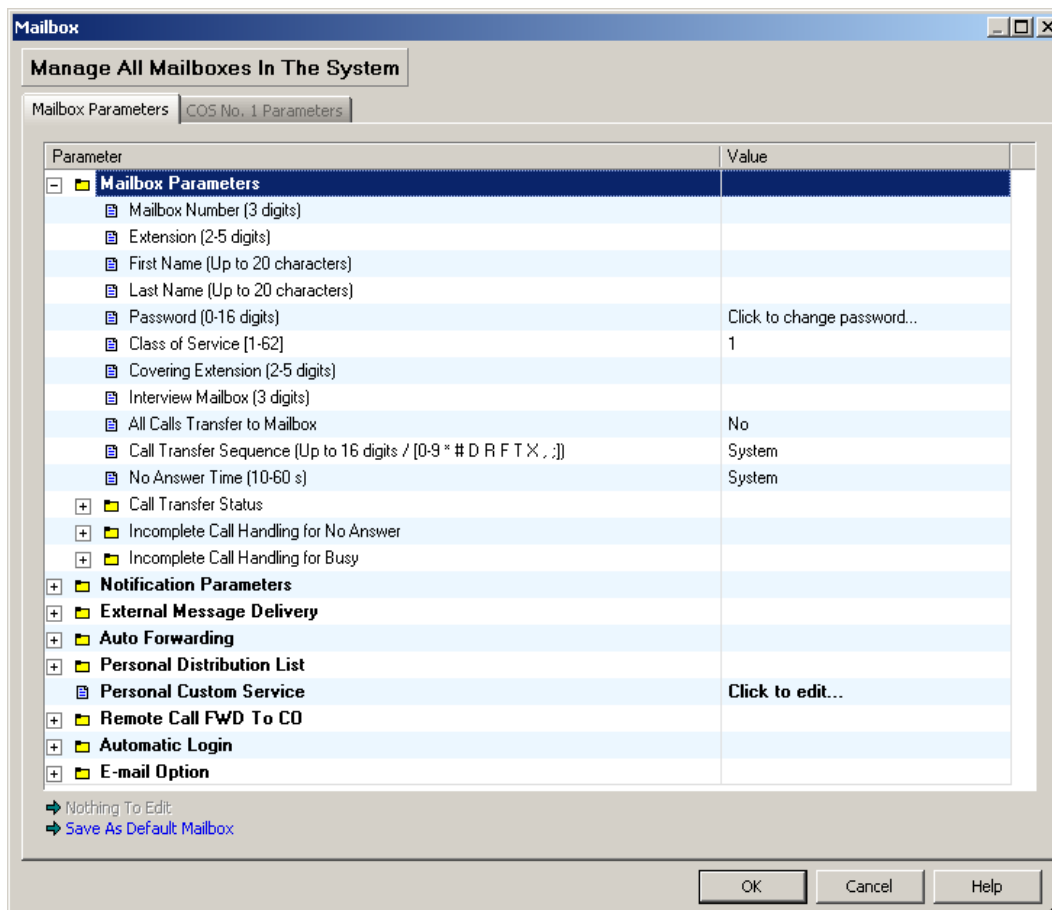 Mailbox
Manage All Mailboxes In The System
Mailbox Parameters COS No. 1 Parameters
Parameter Value
Mailbox Parameters
Mailbox Number (3 digits)
Extension (2-5 digits)
First Name (Up to 20 characters)
Last Name (Up to 20 characters)
Password (0-16 digits) Click to change password...
Class of Service [1-62] 1
Covering Extension (2-5 digits)
Interview Mailbox (3 digits)
All Calls Transfer to Mailbox No
Call Transfer Sequence (Up to 16 digits / [0-9 * # D R F T X , ;]) System
No Answer Time (10-60 s) System
Call Transfer Status
Incomplete Call Handling for No Answer
Incomplete Call Handling for Busy
Notification Parameters
External Message Delivery
Auto Forwarding
Personal Distribution List
Personal Custom Service Click to edit...
Remote Call FWD To CO
Automatic Login
E-mail Option
Nothing To Edit
Save As Default Mailbox
OK Cancel Help